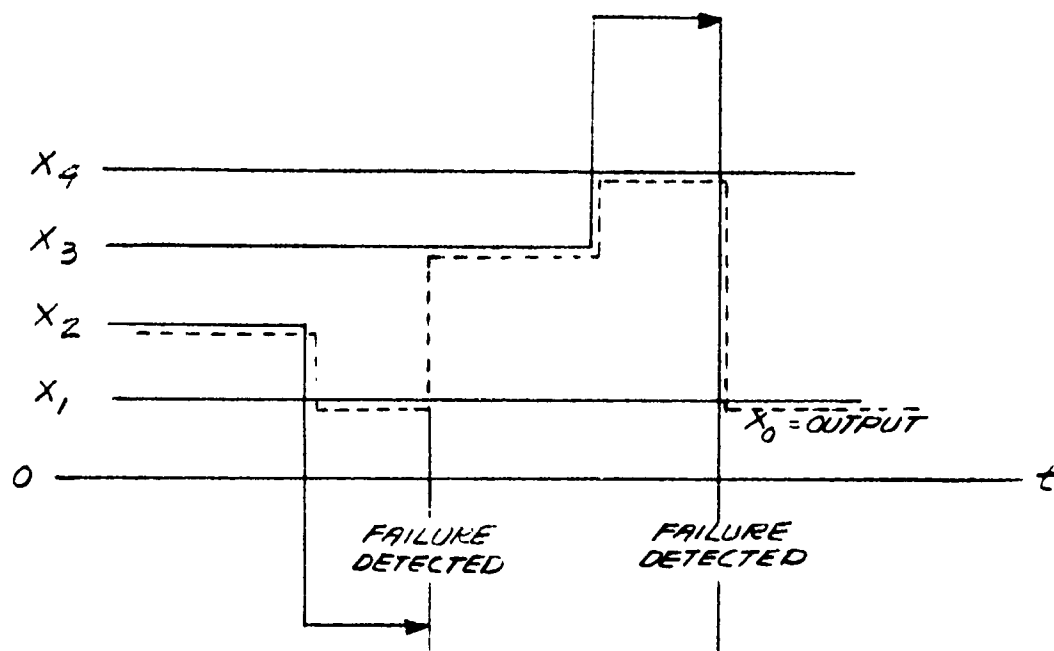 X4
X3
X2
X1
X0 = OUTPUT
0
t
FAILURE
DETECTED
FAILURE
DETECTED